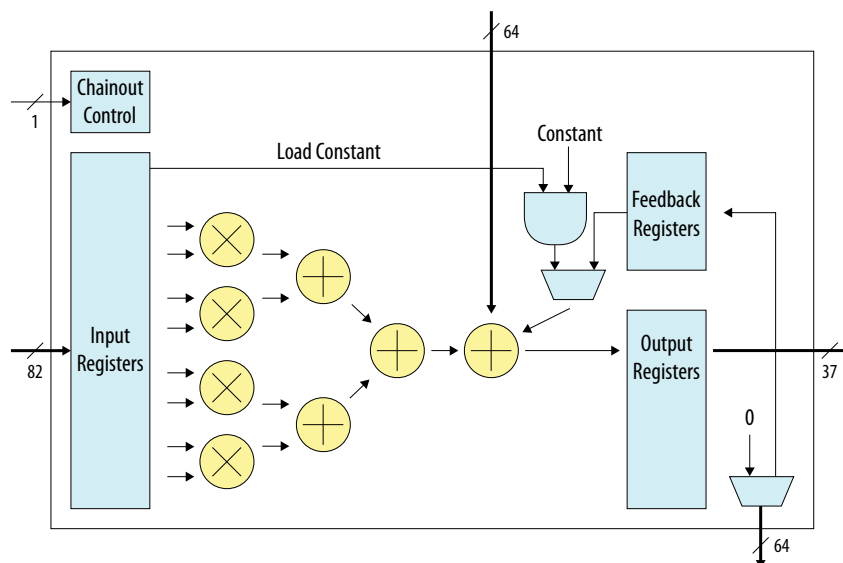 64
Chainout
Control
1
Constant
Load Constant
Feedback
Registers
Input
Registers
82
Output
Registers
37
0
64